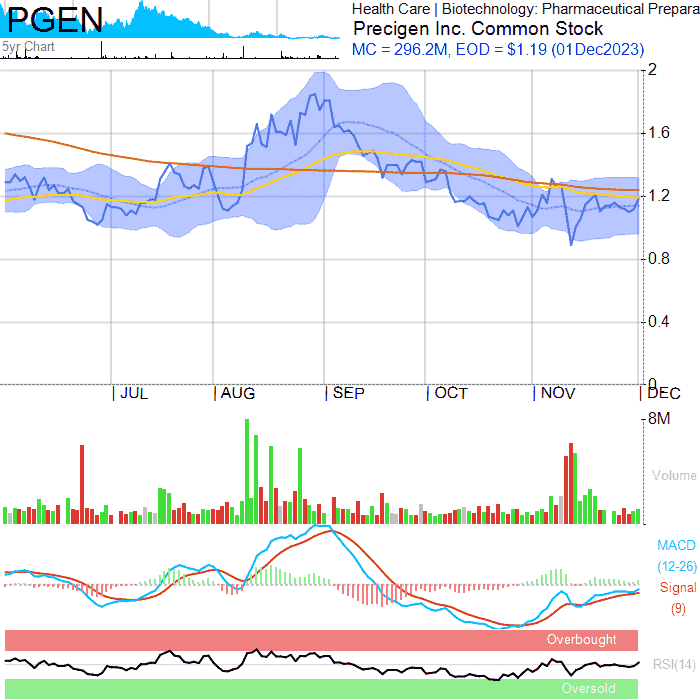 PGEN
Health Care | Biotechnology: Pharmaceutical Prepara
Precigen Inc. Common Stock
5yr Chart
MC = 296.2M, EOD = $1.19 (01Dec2023)
2
1.6
1.2
0.8
0.4
0
JUL
AUG
SEP
OCT
NOV
DEC
8M
Volume
MACD
(12-26)
Signal
(9)
Overbought
RSI(14)
Oversold